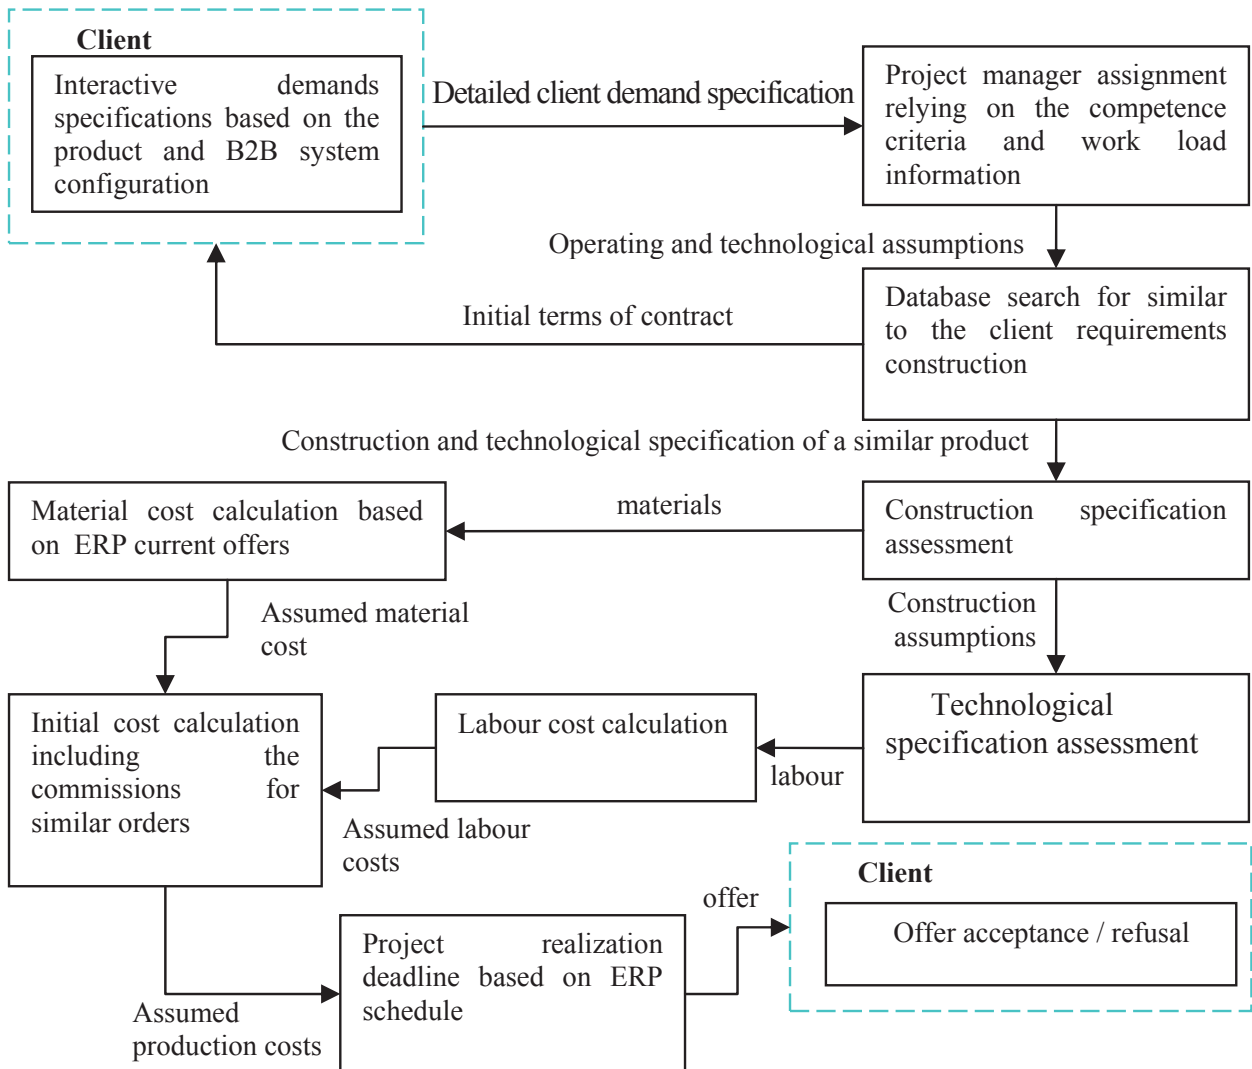 Client
Interactive demands
specifications based on the
product and B2B system
configuration
Detailed client demand specification
Project manager assignment
relying on the competence
criteria and work load
information
Operating and technological assumptions
Initial terms of contract
Database search for similar
to the client requirements
construction
Construction and technological specification of a similar product
Material cost calculation based
on ERP current offers
materials
Construction specification
assessment
Assumed material
cost
Construction
assumptions
Initial cost calculation
including the
commissions for
similar orders
Labour cost calculation
labour
Technological
specification assessment
Assumed labour
costs
Client
Offer acceptance / refusal
offer
Project realization
deadline based on ERP
schedule
Assumed
production costs